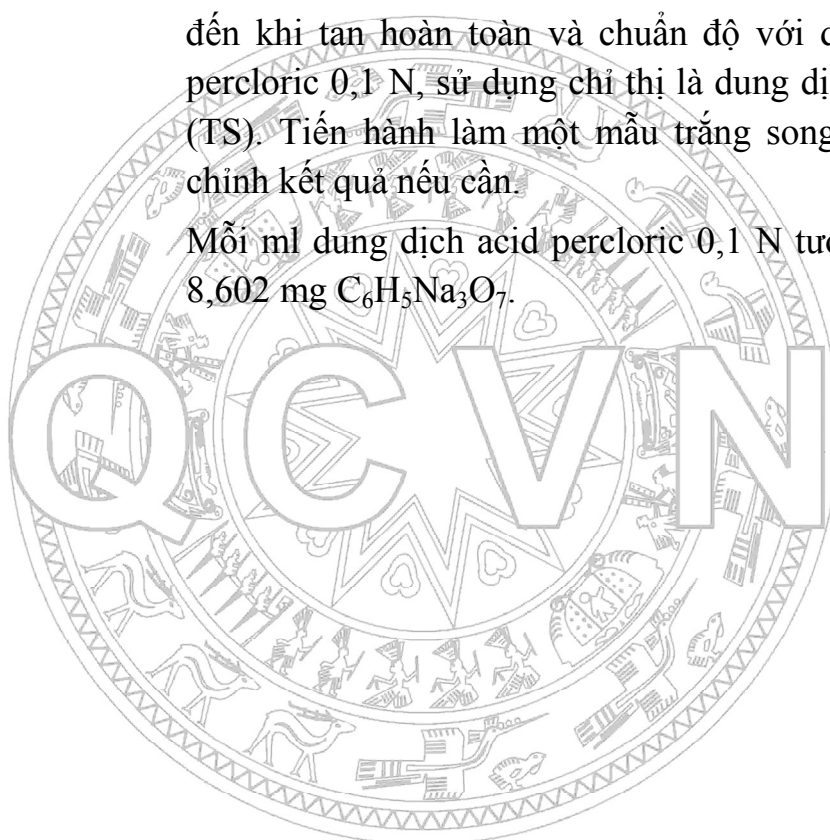 đến khi tan hoàn toàn và chuẩn độ với d
percloric 0,1 N, sử dụng chỉ thị là dung dị
(TS). Tiến hành làm một mẫu trắng song
chỉnh kết quả nếu cần.
Mỗi ml dung dịch acid percloric 0,1 N tươ
8,602 mg C₆H₅Na₃O₇.
QCVN